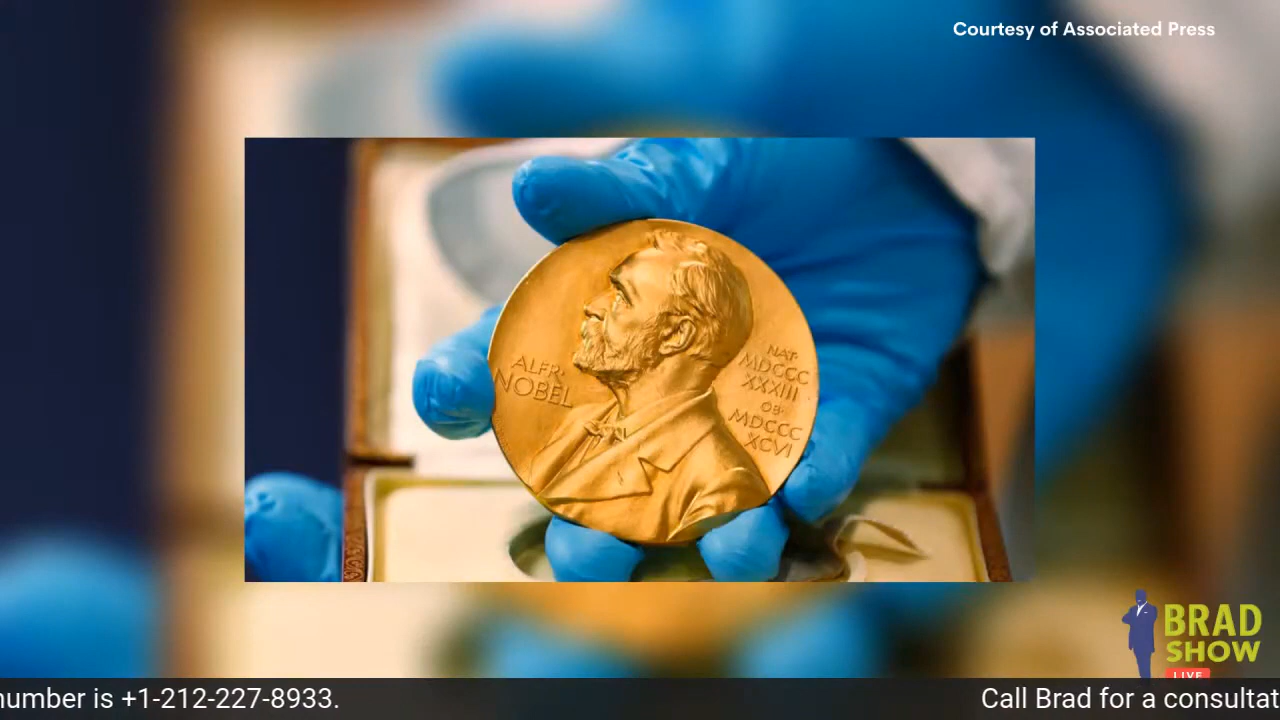 Courtesy of Associated Press
ALFR·
NOBEL
NAT·
MDCCC
XXXIII
OB·
MDCCC
XCVI
BRAD
SHOW
LIVE
number is +1-212-227-8933.
Call Brad for a consultat